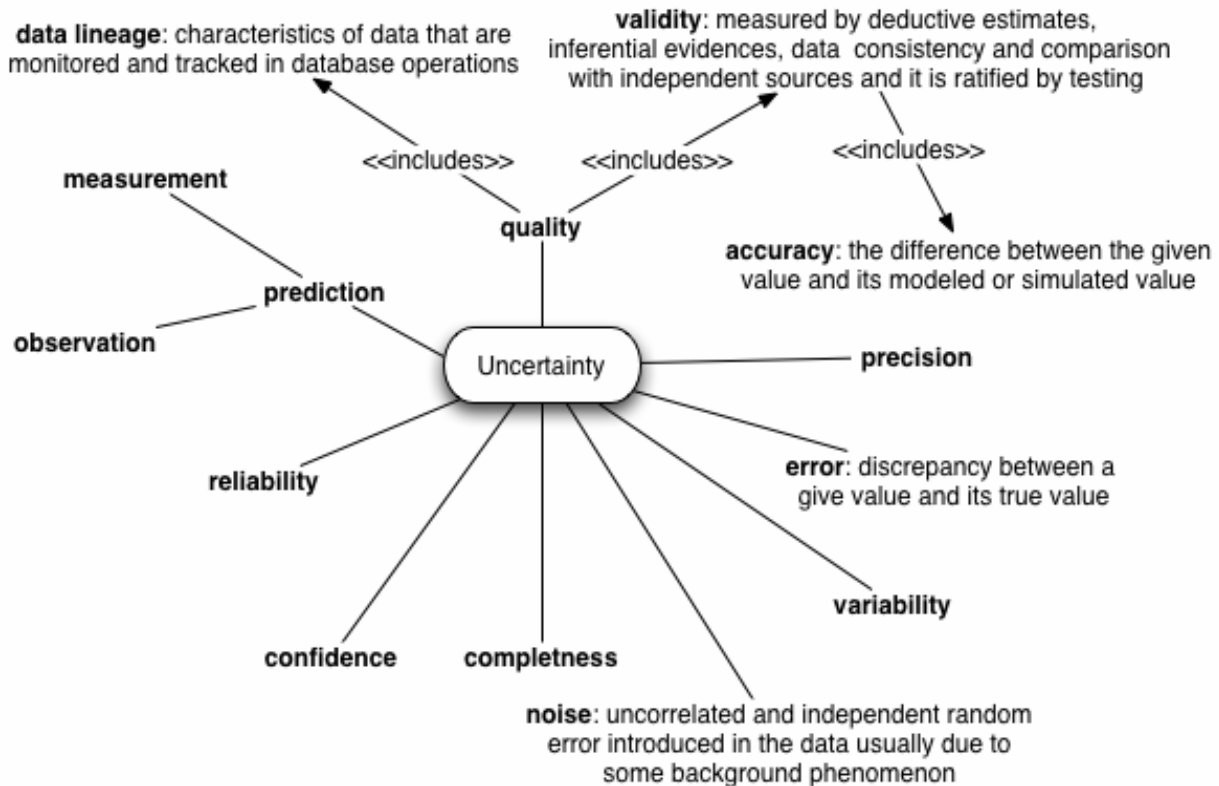 data lineage: characteristics of data that are
monitored and tracked in database operations
validity: measured by deductive estimates,
inferential evidences, data consistency and comparison
with independent sources and it is ratified by testing
<<includes>>
<<includes>>
<<includes>>
measurement
quality
accuracy: the difference between the given
value and its modeled or simulated value
prediction
observation
Uncertainty
precision
reliability
error: discrepancy between a
give value and its true value
variability
confidence
completness
noise: uncorrelated and independent random
error introduced in the data usually due to
some background phenomenon